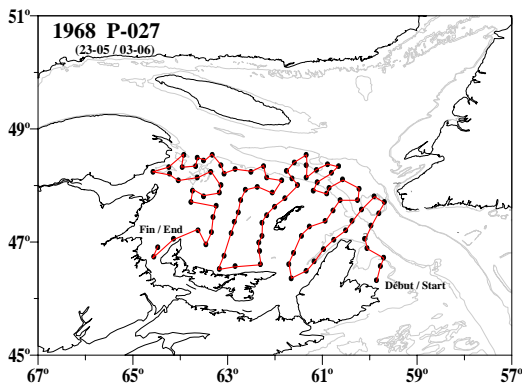 51°
1968 P-027
(23-05 / 03-06)
49°
Fin / End
47°
Début / Start
45°
67° 65° 63° 61° 59° 57°